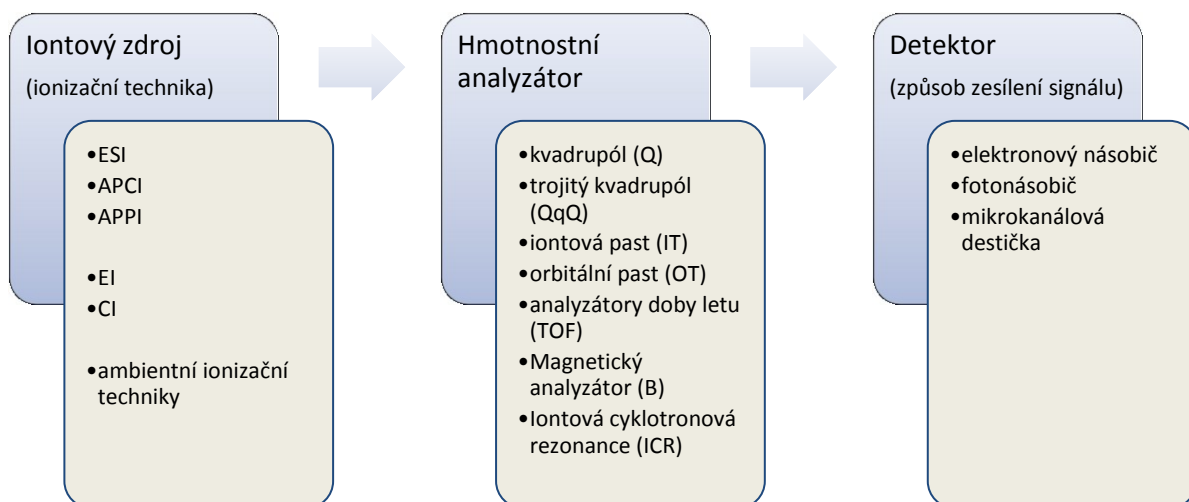 Iontový zdroj
(ionizační technika)
•ESI
•APCI
•APPI
•EI
•CI
•ambientní ionizační
techniky
Hmotnostní
analyzátor
•kvadrupól (Q)
•trojitý kvadrupól
(QqQ)
•iontová past (IT)
•orbitální past (OT)
•analyzátory doby letu
(TOF)
•Magnetický
analyzátor (B)
•Iontová cyklotronová
rezonance (ICR)
Detektor
(způsob zesílení signálu)
•elektronový násobič
•fotonásobič
•mikrokanálová
destička